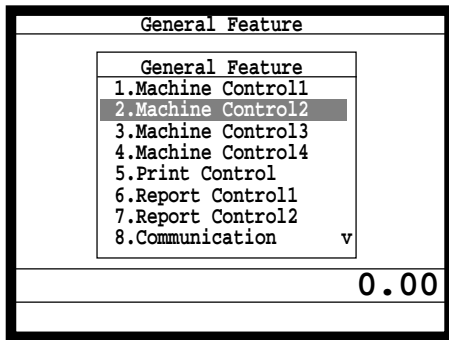 General Feature
General Feature
1.Machine Control1
2.Machine Control2
3.Machine Control3
4.Machine Control4
5.Print Control
6.Report Control1
7.Report Control2
8.Communication v
0.00